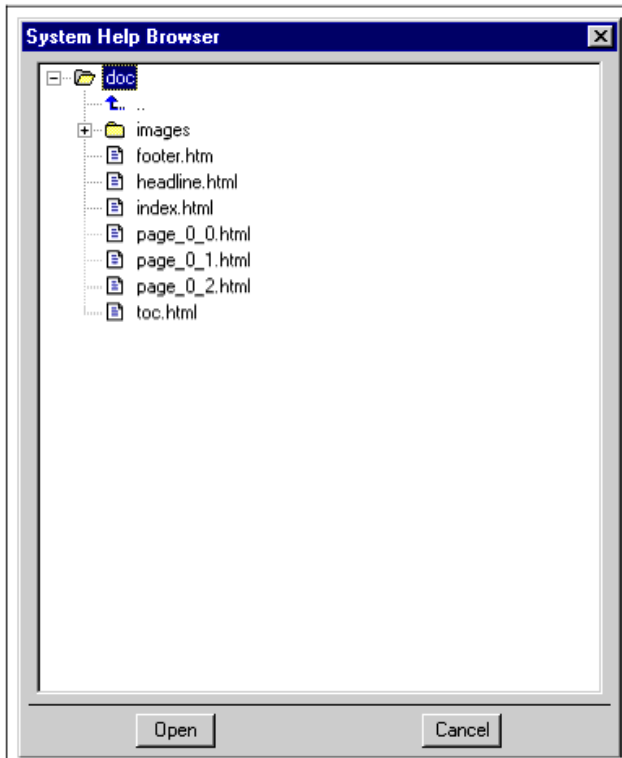 System Help Browser
doc
..
images
footer.htm
headline.html
index.html
page_0_0.html
page_0_1.html
page_0_2.html
toc.html
Open Cancel